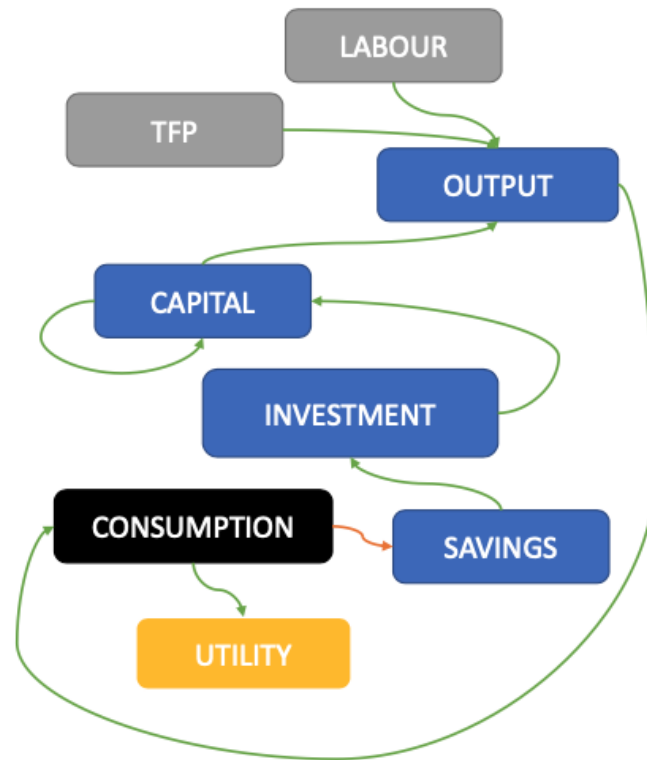 LABOUR
TFP
OUTPUT
CAPITAL
INVESTMENT
CONSUMPTION
SAVINGS
UTILITY